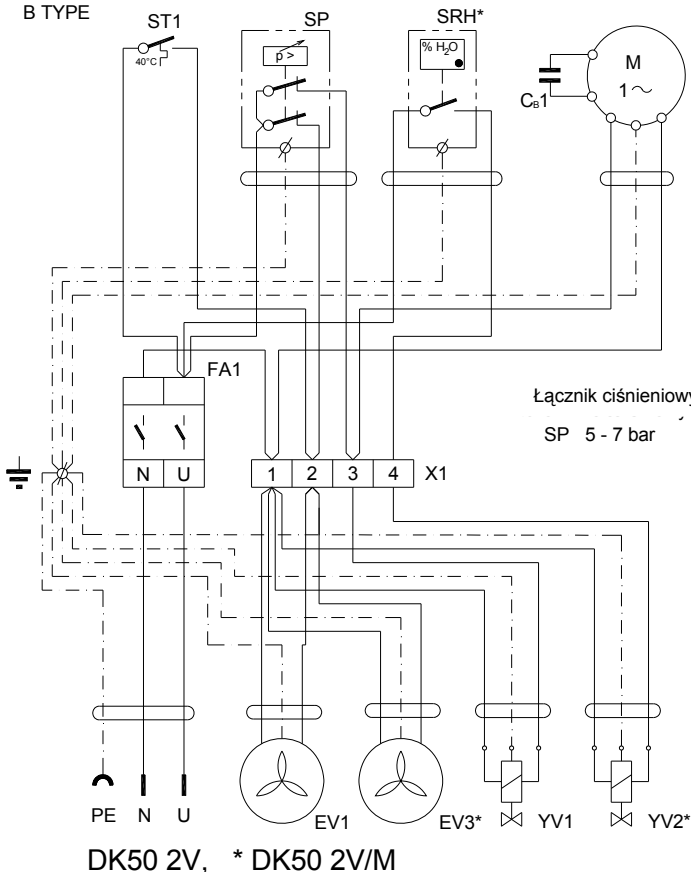 B TYPE
ST1
SP
SRH*
40°C
p >
% H₂O
M
1~
Cʙ1
FA1
Łącznik ciśnieniowy
SP 5 - 7 bar
N U
1 2 3 4 X1
PE N U
EV1 EV3* YV1 YV2*
DK50 2V, * DK50 2V/M